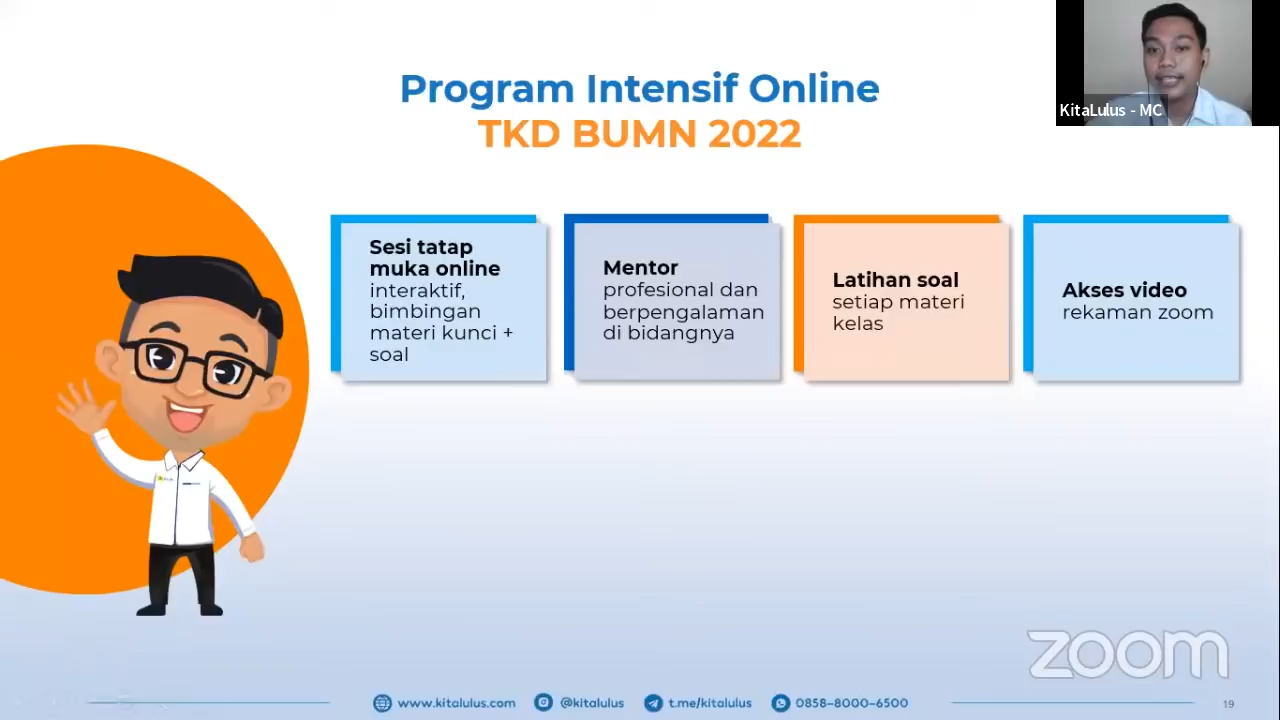 KitaLulus - MC
Program Intensif Online
TKD BUMN 2022
Sesi tatap
muka online
interaktif,
bimbingan
materi kunci +
soal
Mentor
profesional dan
berpengalaman
di bidangnya
Latihan soal
setiap materi
kelas
Akses video
rekaman zoom
zoom
www.kitalulus.com
@kitalulus
t.me/kitalulus
0858-8000-6500
19